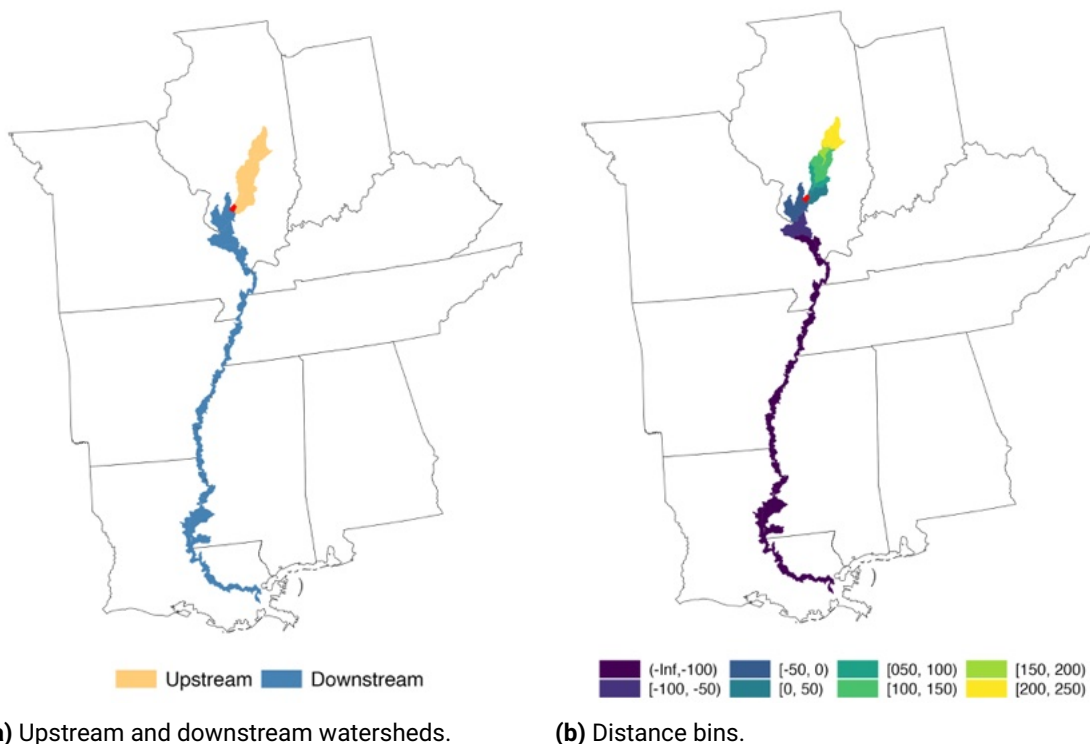 Upstream Downstream
(-Inf,-100) [-50, 0) [050, 100) [150, 200)
[-100, -50) [0, 50) [100, 150) [200, 250)
) Upstream and downstream watersheds.
(b) Distance bins.